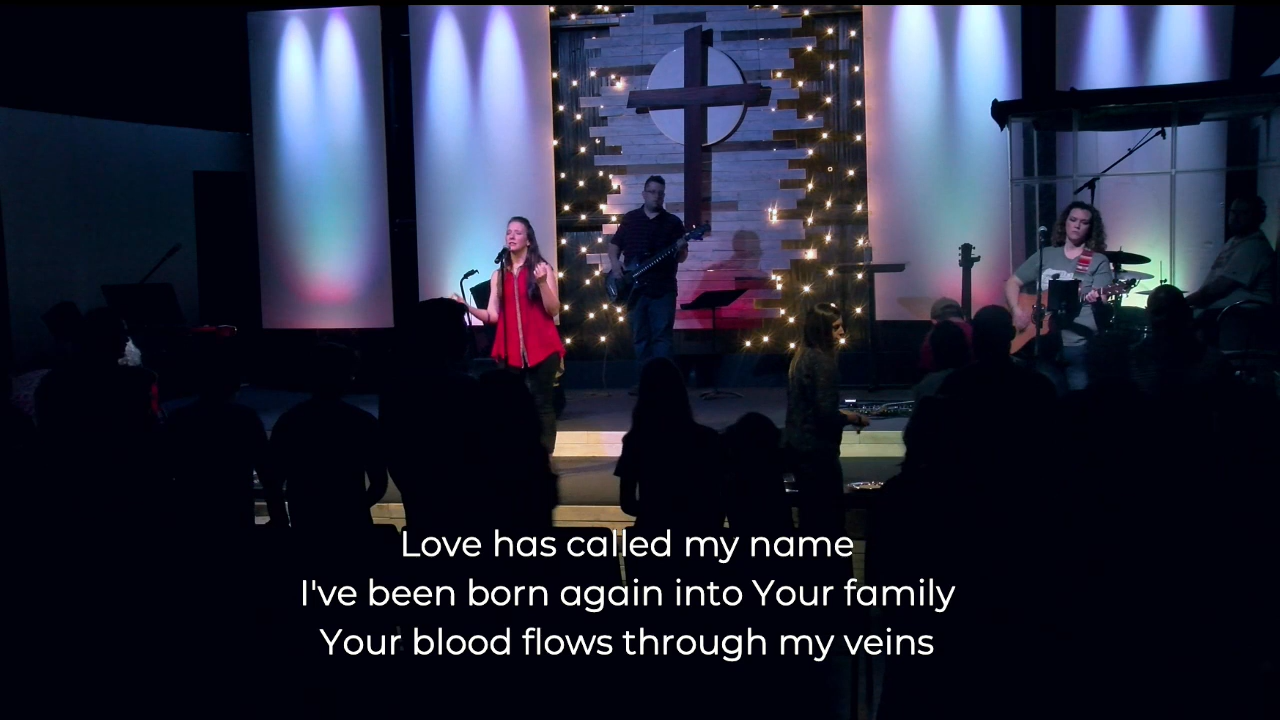 Love has called my name
I've been born again into Your family
Your blood flows through my veins